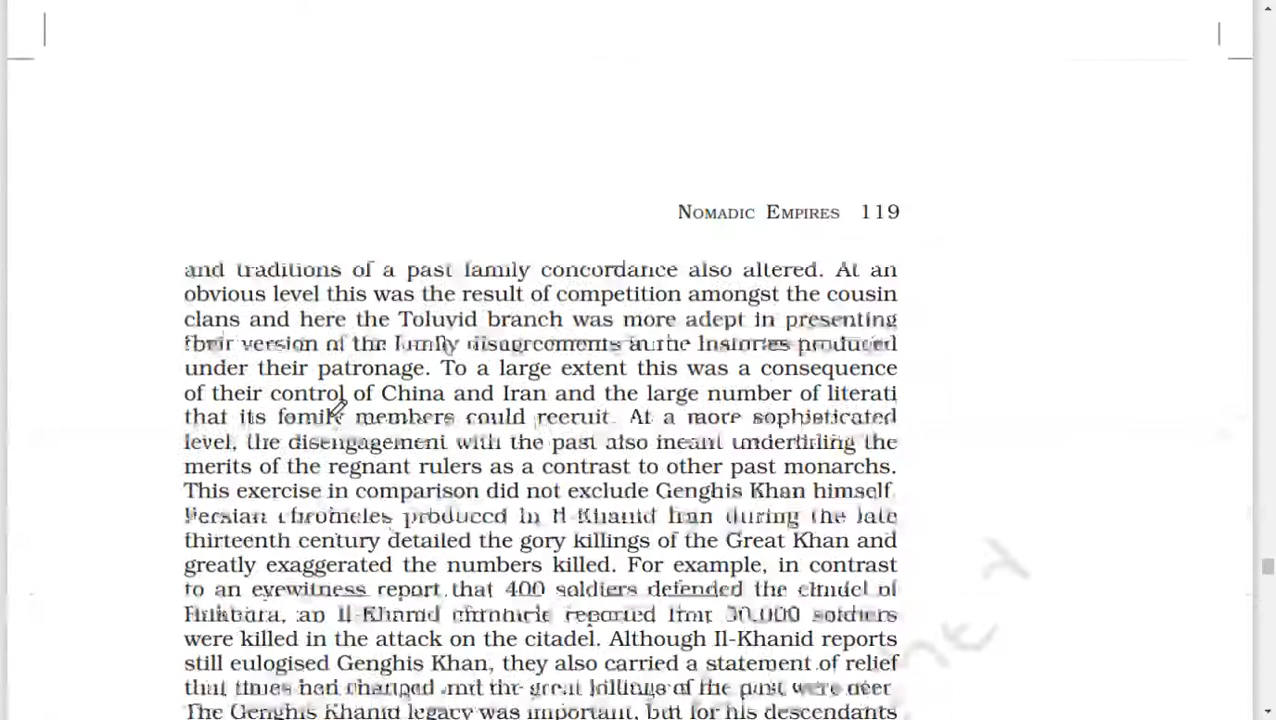 NOMADIC EMPIRES 119
and traditions of a past family concordance also altered. At an
obvious level this was the result of competition amongst the cousin
clans and here the Toluvid branch was more adept in presenting
their version of the family disagreements in the histories produced
under their patronage. To a large extent this was a consequence
of their control of China and Iran and the large number of literati
that its family members could recruit. At a more sophisticated
level, the disengagement with the past also meant underlining the
merits of the regnant rulers as a contrast to other past monarchs.
This exercise in comparison did not exclude Genghis Khan himself.
Persian chronicles produced in Il-Khanid Iran during the late
thirteenth century detailed the gory killings of the Great Khan and
greatly exaggerated the numbers killed. For example, in contrast
to an eyewitness report that 400 soldiers defended the citadel of
Bukhara, an Il-Khanid chronicle reported that 30,000 soldiers
were killed in the attack on the citadel. Although Il-Khanid reports
still eulogised Genghis Khan, they also carried a statement of relief
that times had changed and the great killings of the past were over.
The Genghis Khanid legacy was important, but for his descendants